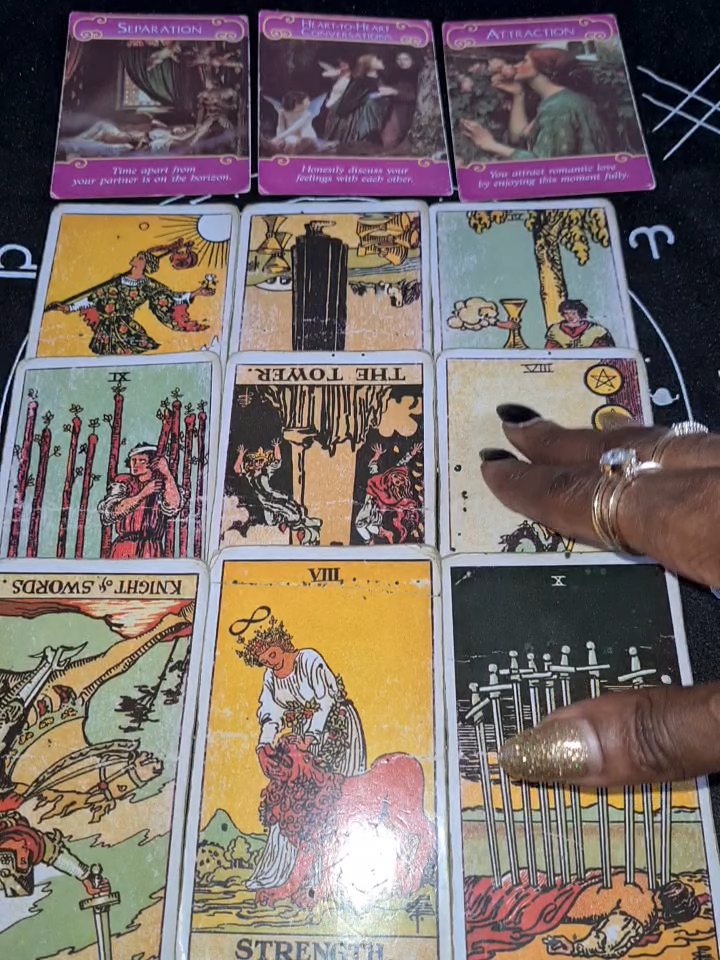 SEPARATION
Time apart from
your partner is on the horizon.
HEART-TO-HEART
CONVERSATIONS
Honestly discuss your
feelings with each other.
ATTRACTION
You attract romantic love
by enjoying this moment fully.
IX
THE TOWER.
VIII
KNIGHT of SWORDS.
VIII
STRENGTH
X